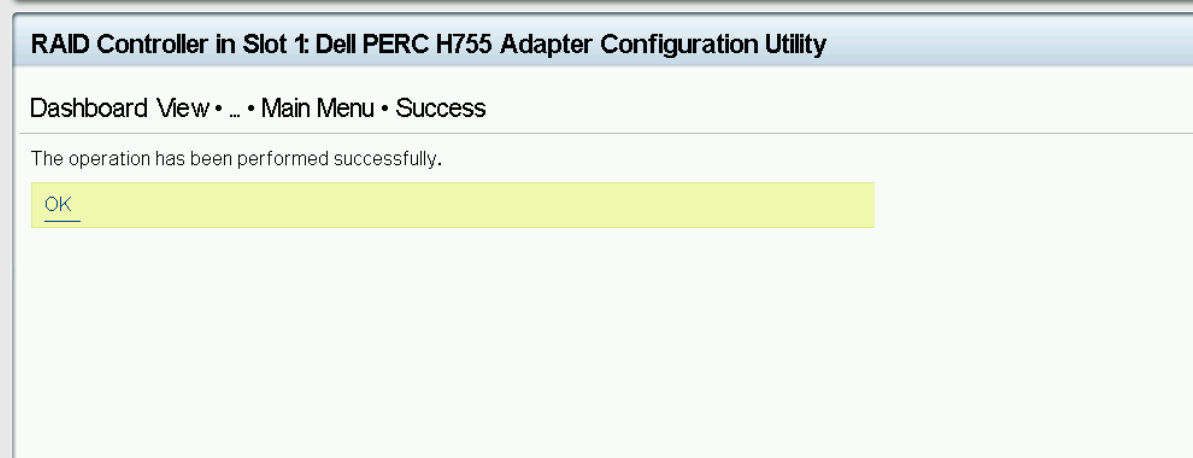 RAID Controller in Slot 1: Dell PERC H755 Adapter Configuration Utility
Dashboard View • ... • Main Menu • Success
The operation has been performed successfully.
OK